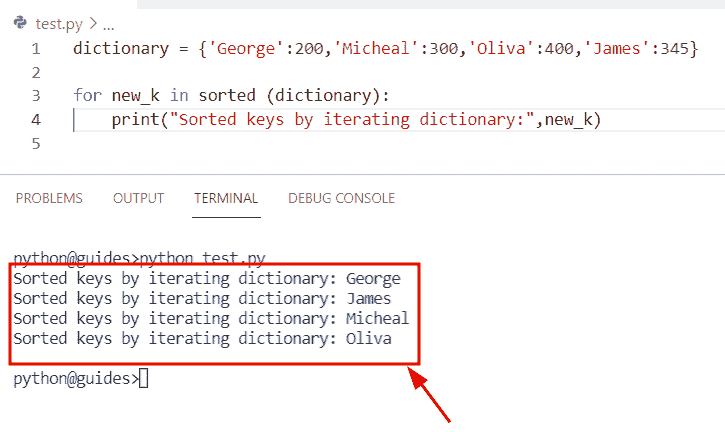 test.py > ...
1 dictionary = {'George':200,'Micheal':300,'Oliva':400,'James':345}
2
3 for new_k in sorted (dictionary):
4     print("Sorted keys by iterating dictionary:",new_k)
5
PROBLEMS OUTPUT TERMINAL DEBUG CONSOLE
python@guides>python test.py
Sorted keys by iterating dictionary: George
Sorted keys by iterating dictionary: James
Sorted keys by iterating dictionary: Micheal
Sorted keys by iterating dictionary: Oliva
python@guides>